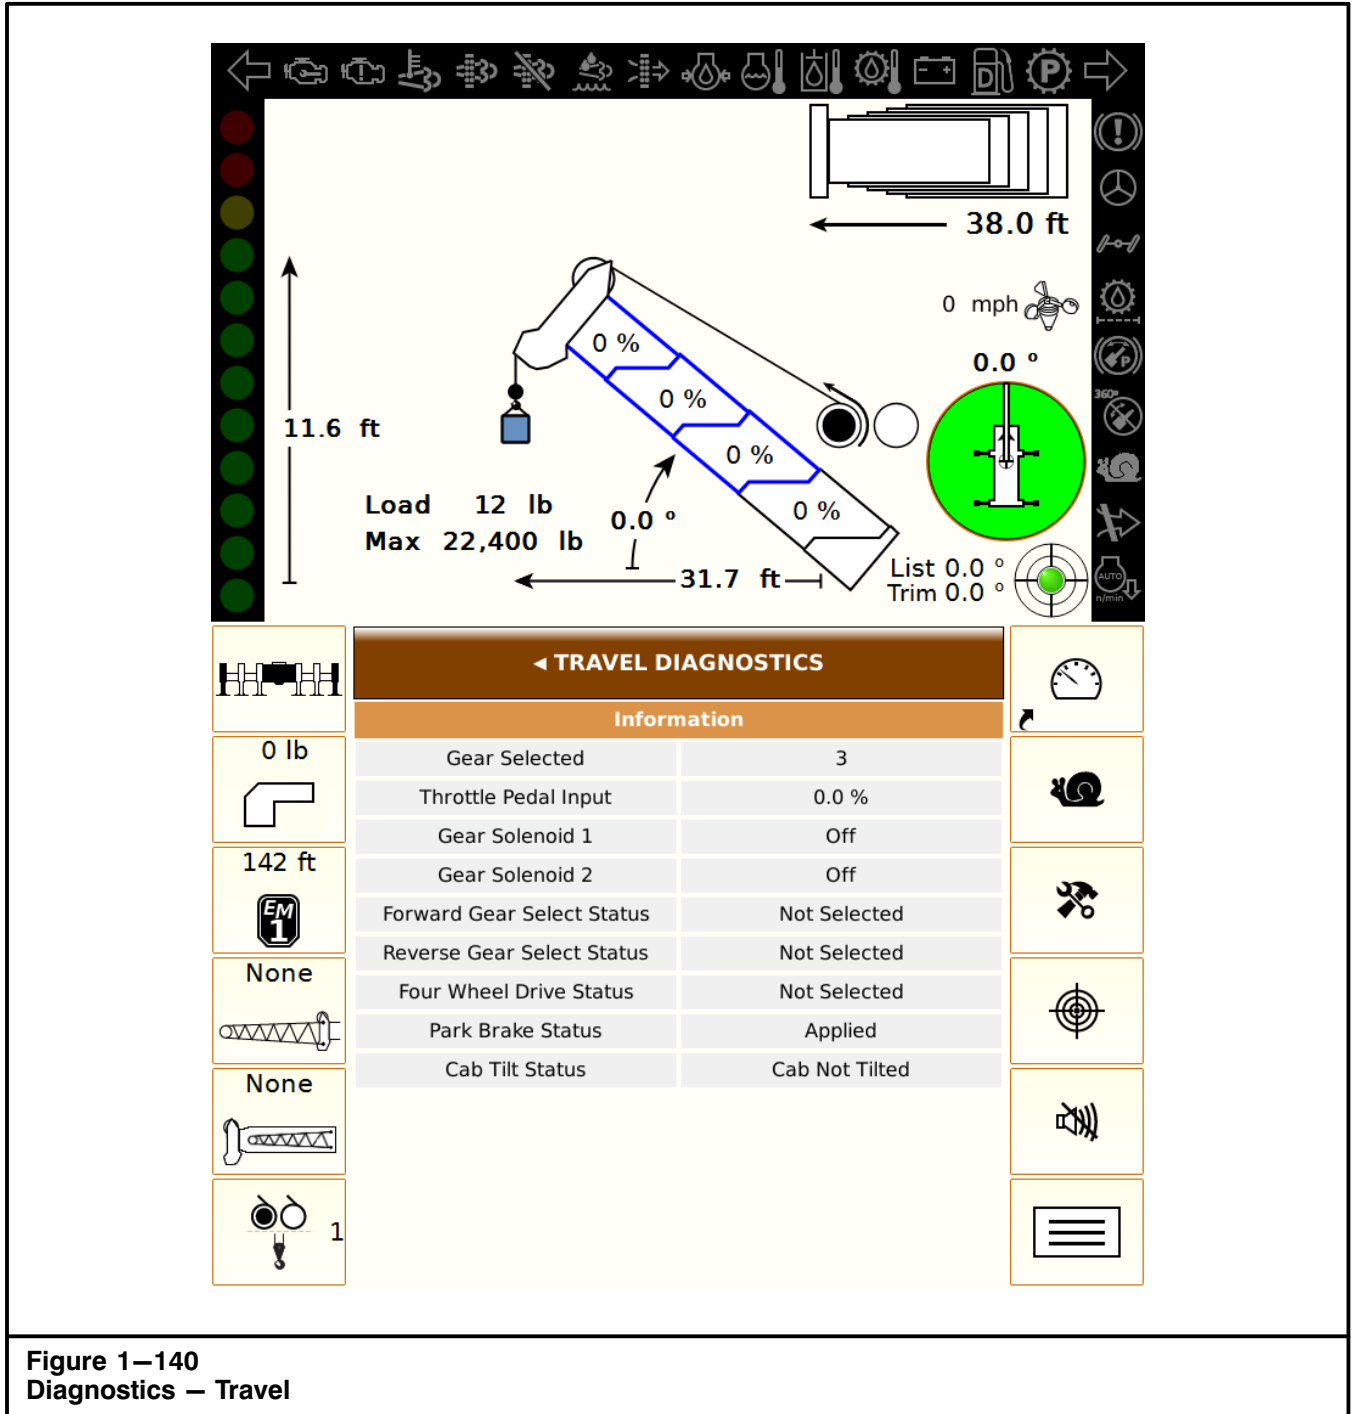 D
P
38.0 ft
0 mph
P
0.0 °
360°
0 %
0 %
0 %
0 %
11.6 ft
Load 12 lb
Max 22,400 lb
0.0 °
31.7 ft
List 0.0 °
Trim 0.0 °
AUTO
n/min
◄ TRAVEL DIAGNOSTICS
Information
0 lb
Gear Selected 3
Throttle Pedal Input 0.0 %
Gear Solenoid 1 Off
142 ft
Gear Solenoid 2 Off
EM
1
Forward Gear Select Status Not Selected
Reverse Gear Select Status Not Selected
None
Four Wheel Drive Status Not Selected
Park Brake Status Applied
Cab Tilt Status Cab Not Tilted
None
1
Figure 1–140
Diagnostics – Travel